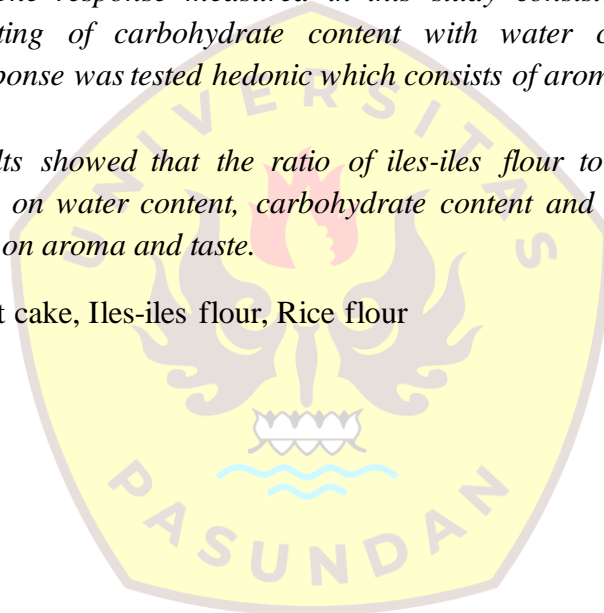 response measured in this study consist
ting of carbohydrate content with water c
ponse was tested hedonic which consists of arom
lts showed that the ratio of iles-iles flour to
on water content, carbohydrate content and
on aroma and taste.
t cake, Iles-iles flour, Rice flour
UNIVERSITAS
PASUNDAN